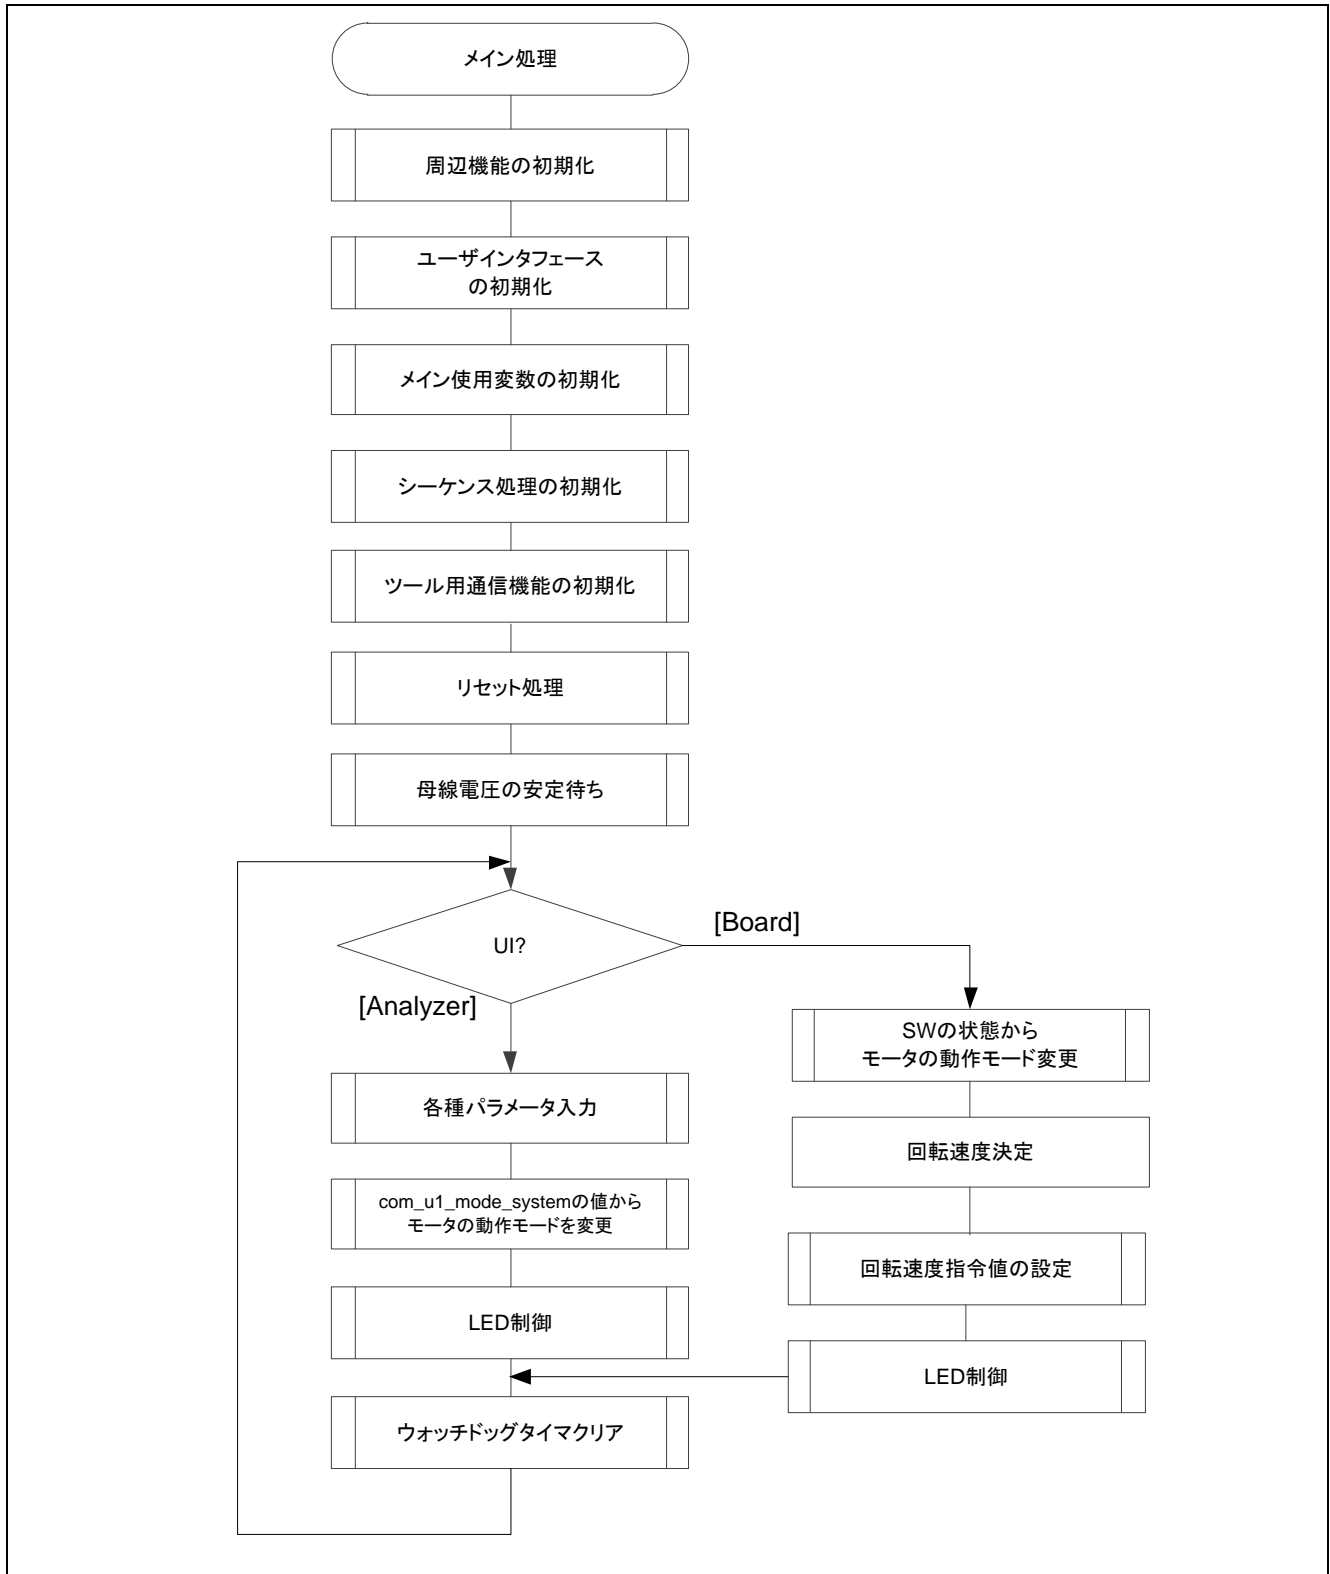 メイン処理
周辺機能の初期化
ユーザインタフェース
の初期化
メイン使用変数の初期化
シーケンス処理の初期化
ツール用通信機能の初期化
リセット処理
母線電圧の安定待ち
UI?
[Board]
[Analyzer]
SWの状態から
モータの動作モード変更
各種パラメータ入力
回転速度決定
com_u1_mode_systemの値から
モータの動作モードを変更
回転速度指令値の設定
LED制御
LED制御
ウォッチドッグタイマクリア